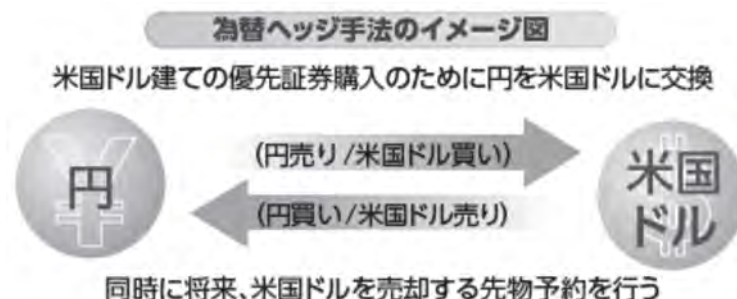 為替ヘッジ手法のイメージ図
米国ドル建ての優先証券購入のために円を米国ドルに交換
円
(円売り/米国ドル買い)
(円買い/米国ドル売り)
米国
ドル
同時に将来、米国ドルを売却する先物予約を行う